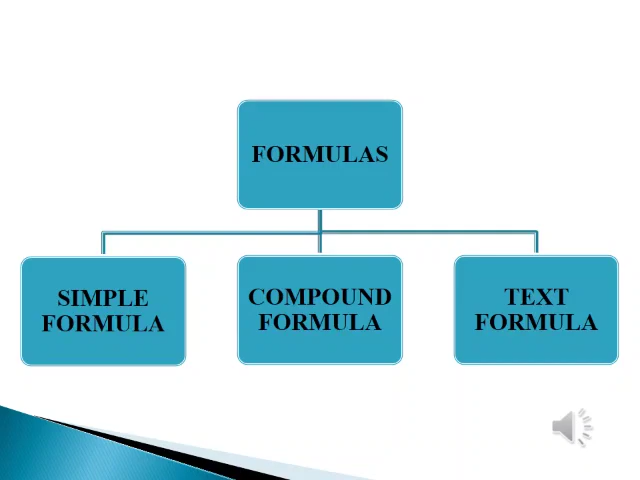 FORMULAS
SIMPLE
FORMULA
COMPOUND
FORMULA
TEXT
FORMULA